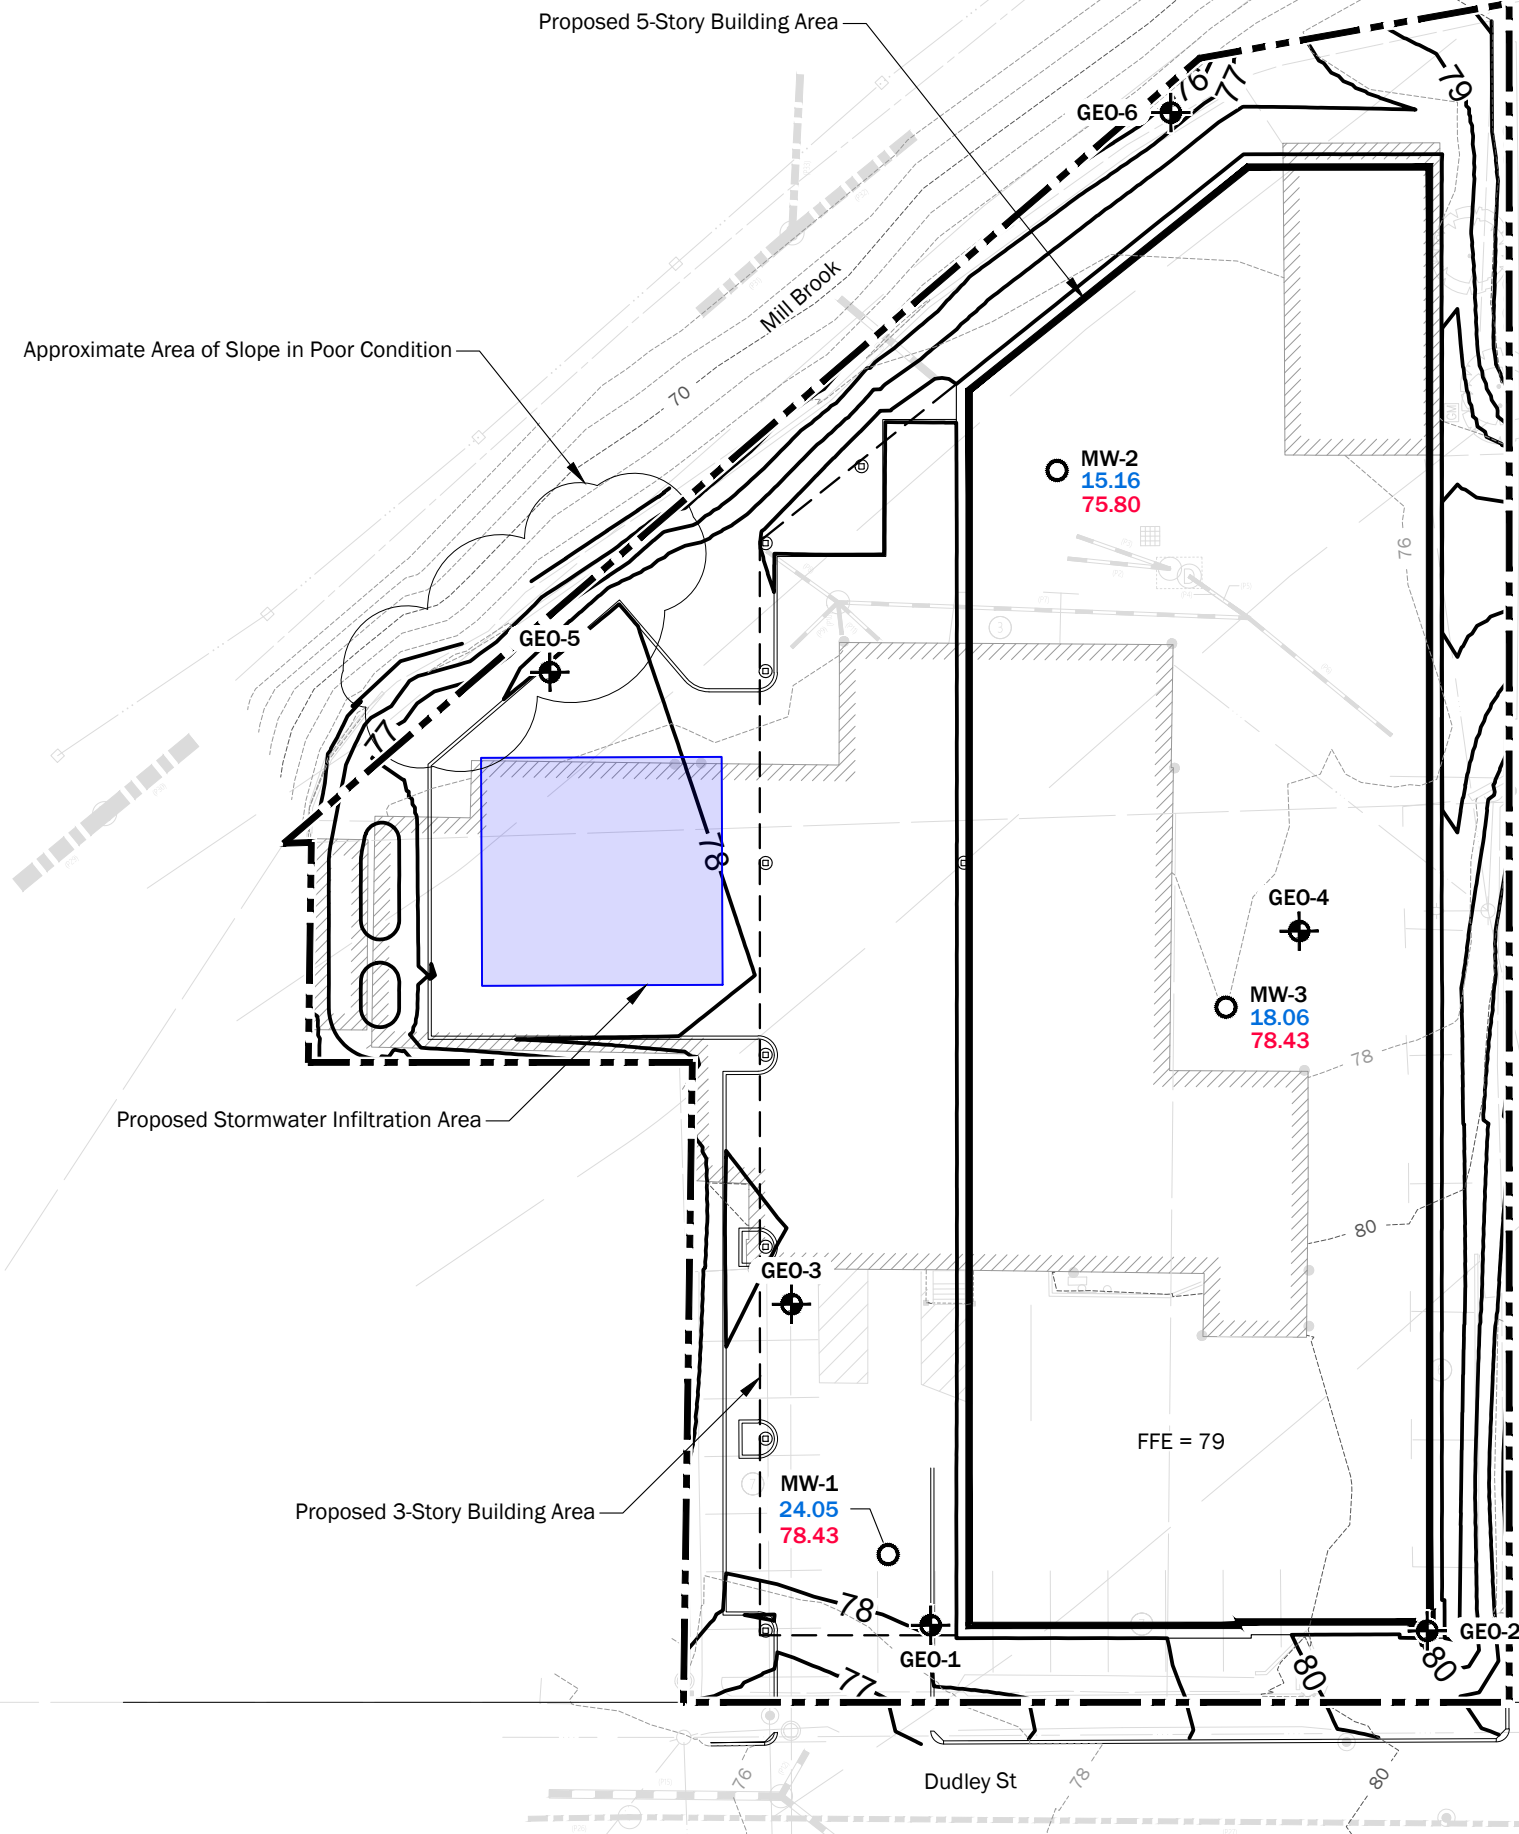 Proposed 5-Story Building Area
76
77
79
GEO-6
Mill Brook
Approximate Area of Slope in Poor Condition
70
MW-2
15.16
75.80
76
GEO-5
77
3
78
GEO-4
MW-3
18.06
78.43
78
Proposed Stormwater Infiltration Area
80
GEO-3
FFE = 79
MW-1
24.05
78.43
Proposed 3-Story Building Area
7
78
GEO-1
GEO-2
77
80
80
76
Dudley St
78
80